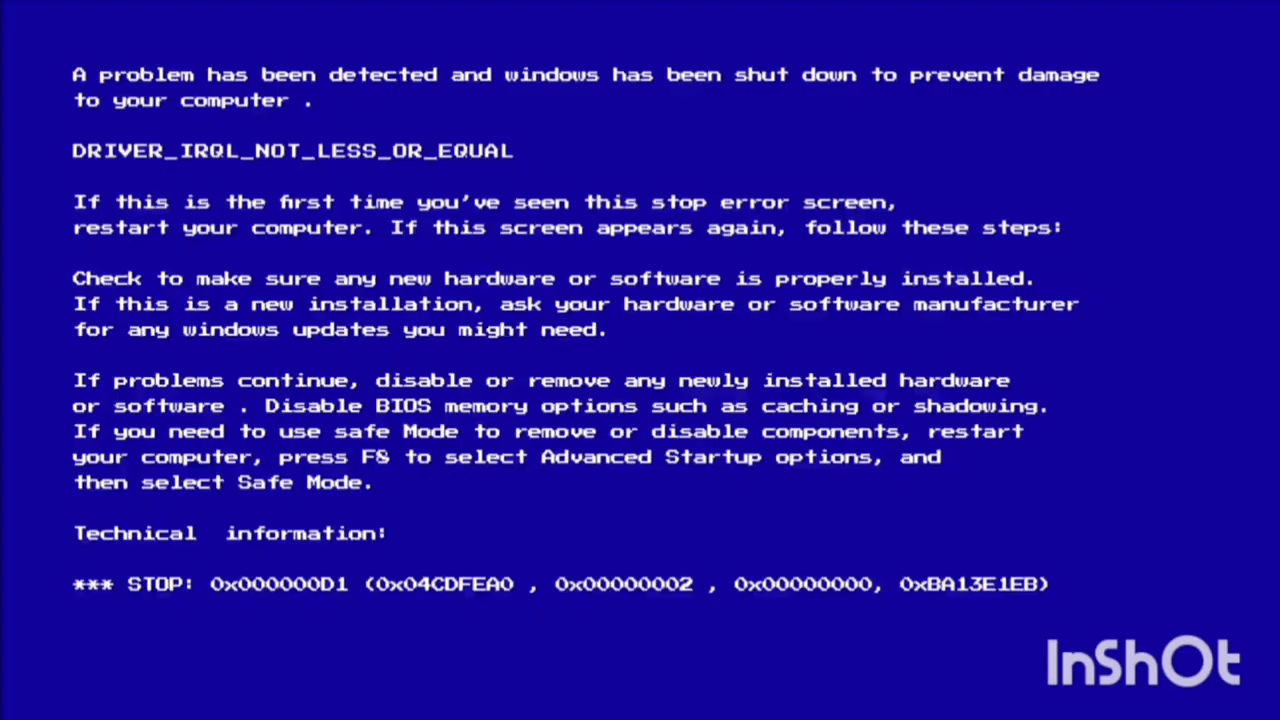 A problem has been detected and windows has been shut down to prevent damage
to your computer .
DRIVER_IRQL_NOT_LESS_OR_EQUAL
If this is the first time you've seen this stop error screen,
restart your computer. If this screen appears again, follow these steps:
Check to make sure any new hardware or software is properly installed.
If this is a new installation, ask your hardware or software manufacturer
for any windows updates you might need.
If problems continue, disable or remove any newly installed hardware
or software . Disable BIOS memory options such as caching or shadowing.
If you need to use safe Mode to remove or disable components, restart
your computer, press F& to select Advanced Startup options, and
then select Safe Mode.
Technical  information:
*** STOP: 0x000000D1 (0x04CDFEA0 , 0x00000002 , 0x00000000, 0xBA13E1EB)
InShOt